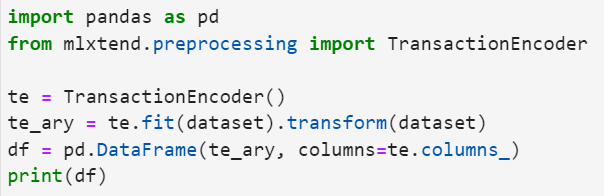 import pandas as pd
from mlxtend.preprocessing import TransactionEncoder
te = TransactionEncoder()
te_ary = te.fit(dataset).transform(dataset)
df = pd.DataFrame(te_ary, columns=te.columns_)
print(df)